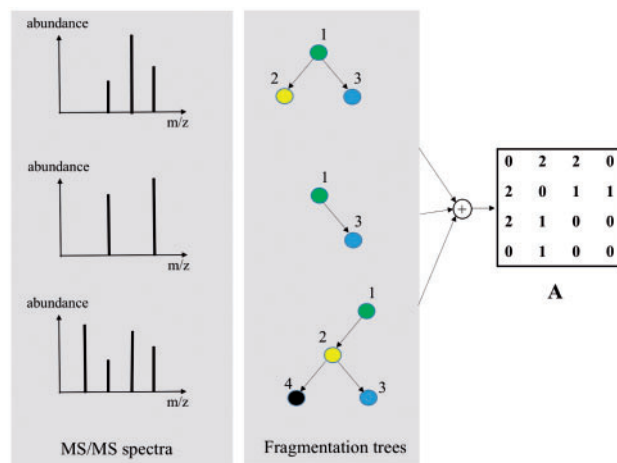 abundance
m/z
abundance
m/z
abundance
m/z
MS/MS spectra
1
2 3
1
3
1
2
4 3
Fragmentation trees
+
0 2 2 0
2 0 1 1
2 1 0 0
0 1 0 0
A